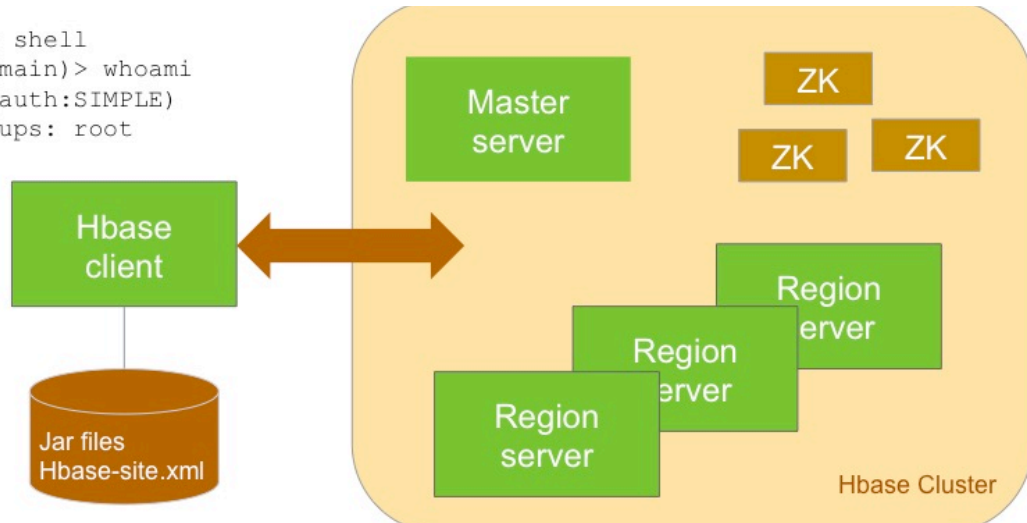 shell
main)> whoami
auth:SIMPLE)
ups: root
Master
server
ZK
ZK
ZK
Hbase
client
Region
erver
Region
erver
Region
server
Jar files
Hbase-site.xml
Hbase Cluster